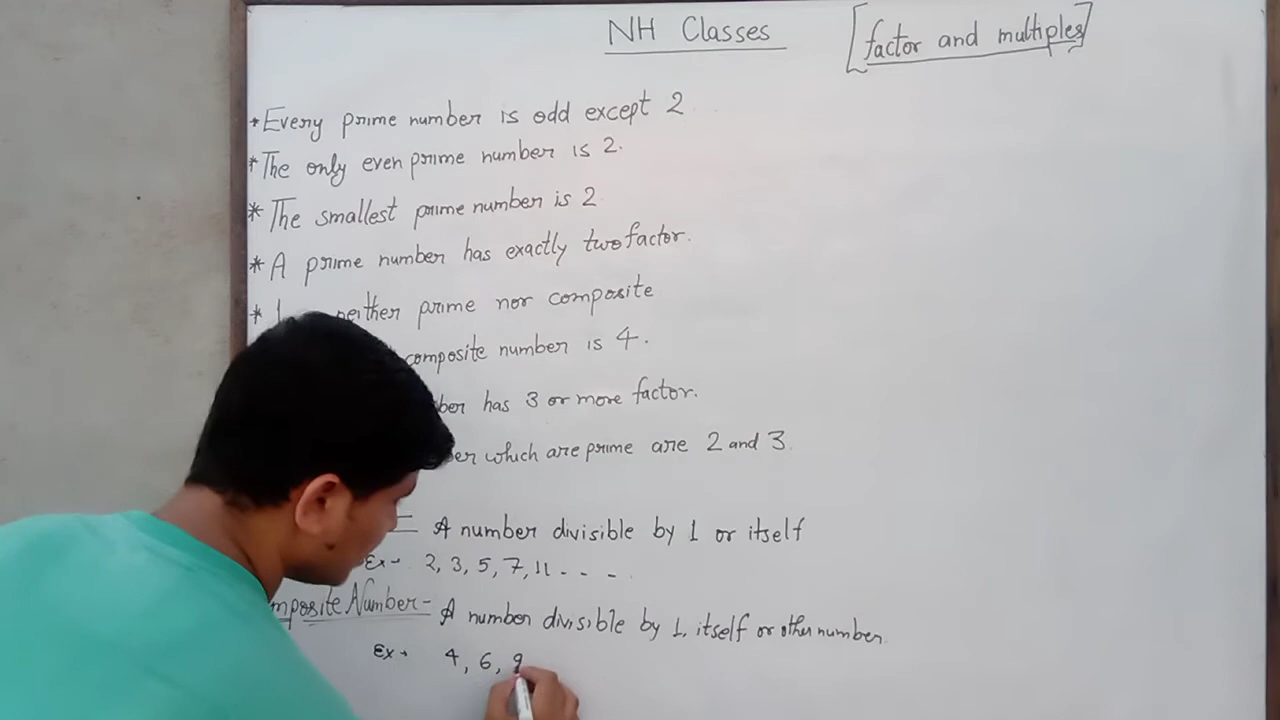 NH Classes [factor and multiples]
*Every prime number is odd except 2
*The only even prime number is 2.
*The smallest prime number is 2
*A prime number has exactly two factor.
* neither prime nor composite
composite number is 4.
has 3 or more factor.
which are prime are 2 and 3
A number divisible by 1 or itself
Ex- 2, 3, 5, 7, 11 - - -
Number- A number divisible by 1, itself or other number
Ex- 4, 6,